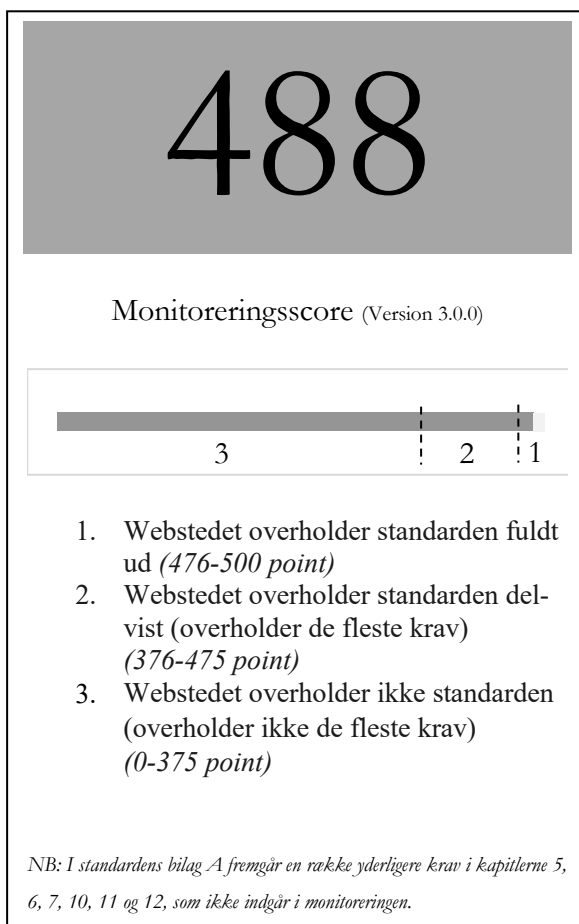 488
Monitoreringsscore (Version 3.0.0)
3 2 1
1. Webstedet overholder standarden fuldt
ud (476-500 point)
2. Webstedet overholder standarden del-
vist (overholder de fleste krav)
(376-475 point)
3. Webstedet overholder ikke standarden
(overholder ikke de fleste krav)
(0-375 point)
NB: I standardens bilag A fremgår en række yderligere krav i kapitlerne 5,
6, 7, 10, 11 og 12, som ikke indgår i monitoreringen.